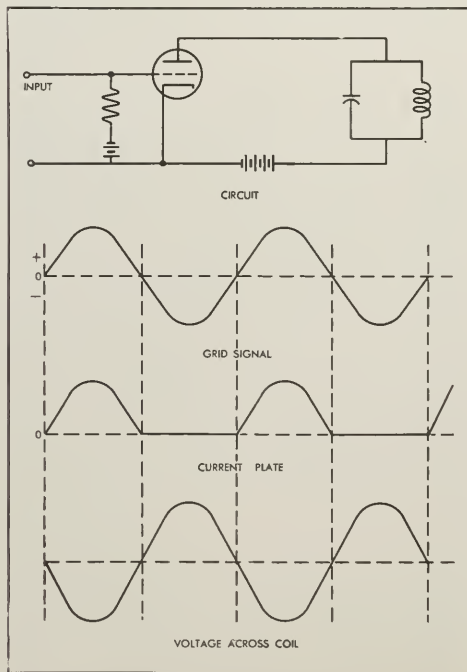 INPUT
CIRCUIT
+
0
—
GRID SIGNAL
0
CURRENT PLATE
VOLTAGE ACROSS COIL